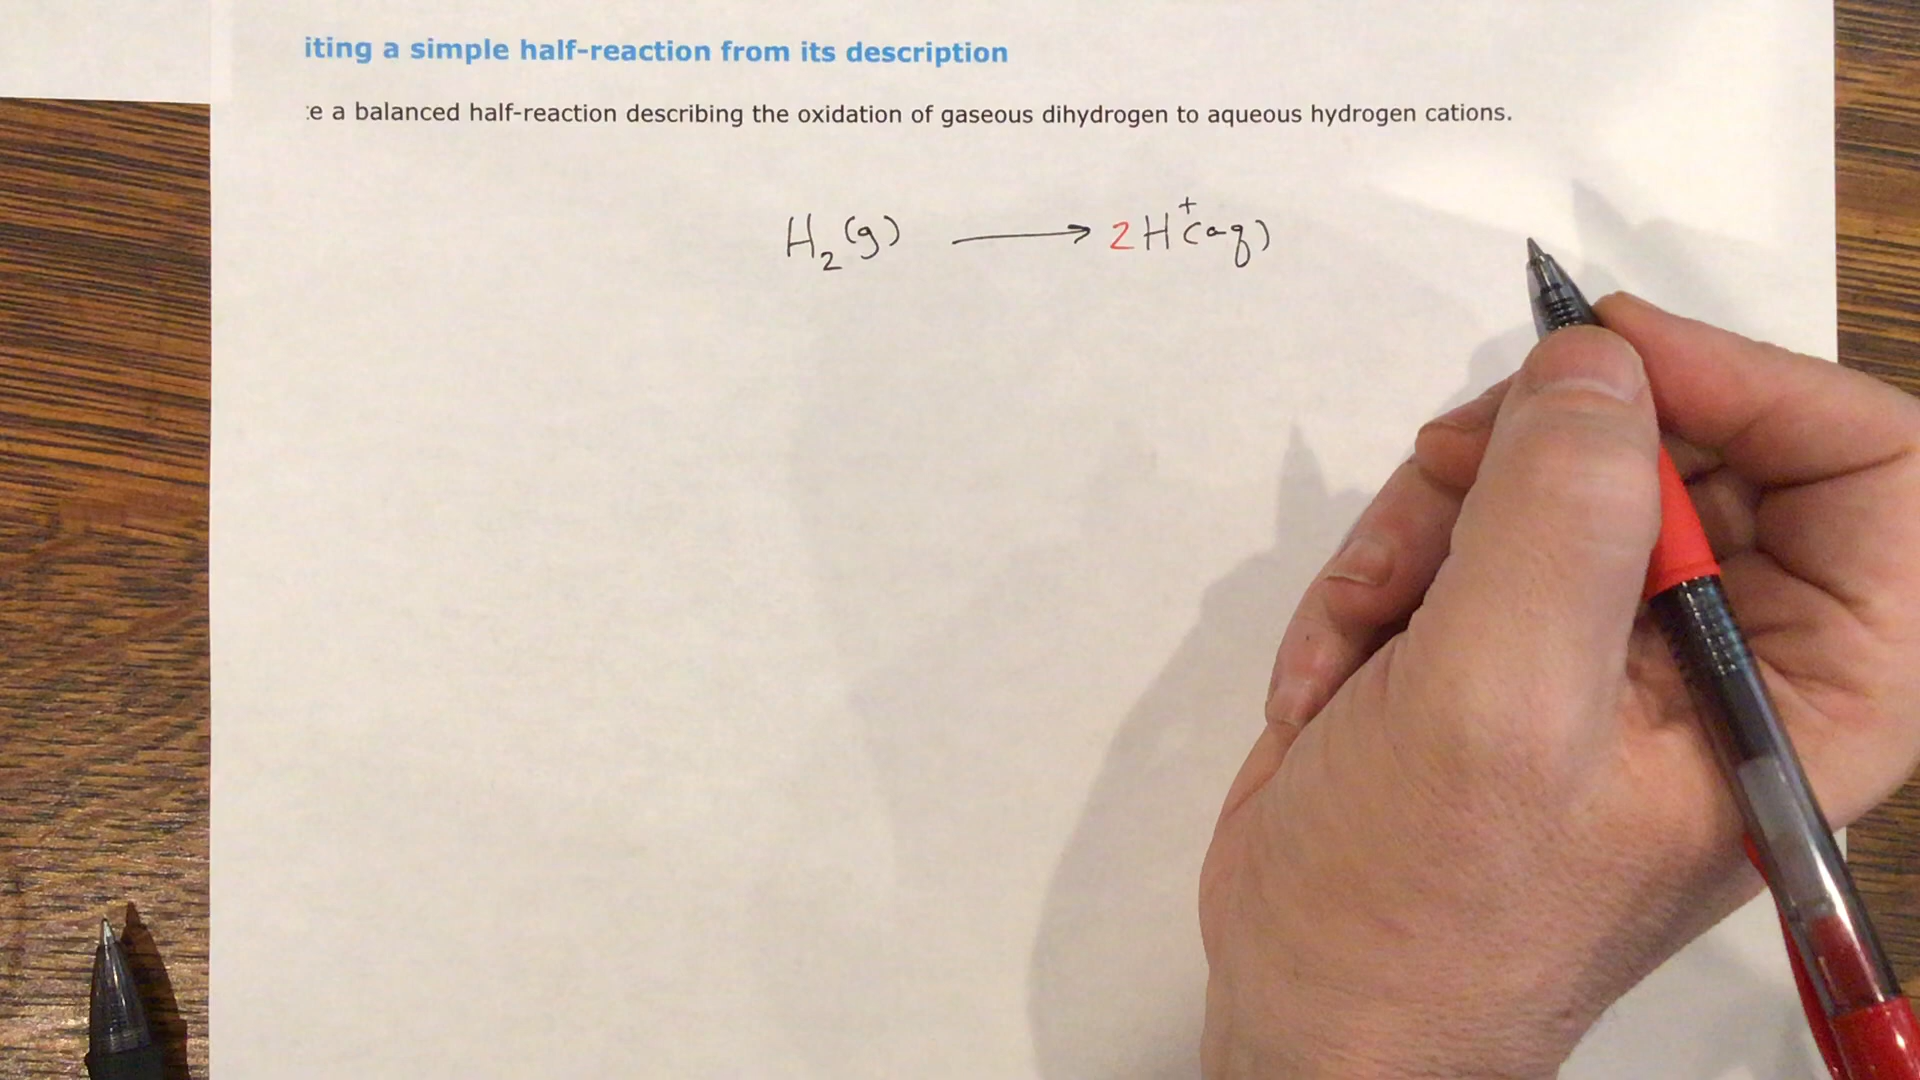 iting a simple half-reaction from its description
:e a balanced half-reaction describing the oxidation of gaseous dihydrogen to aqueous hydrogen cations.
H₂(g) ⟶ 2H⁺(aq)